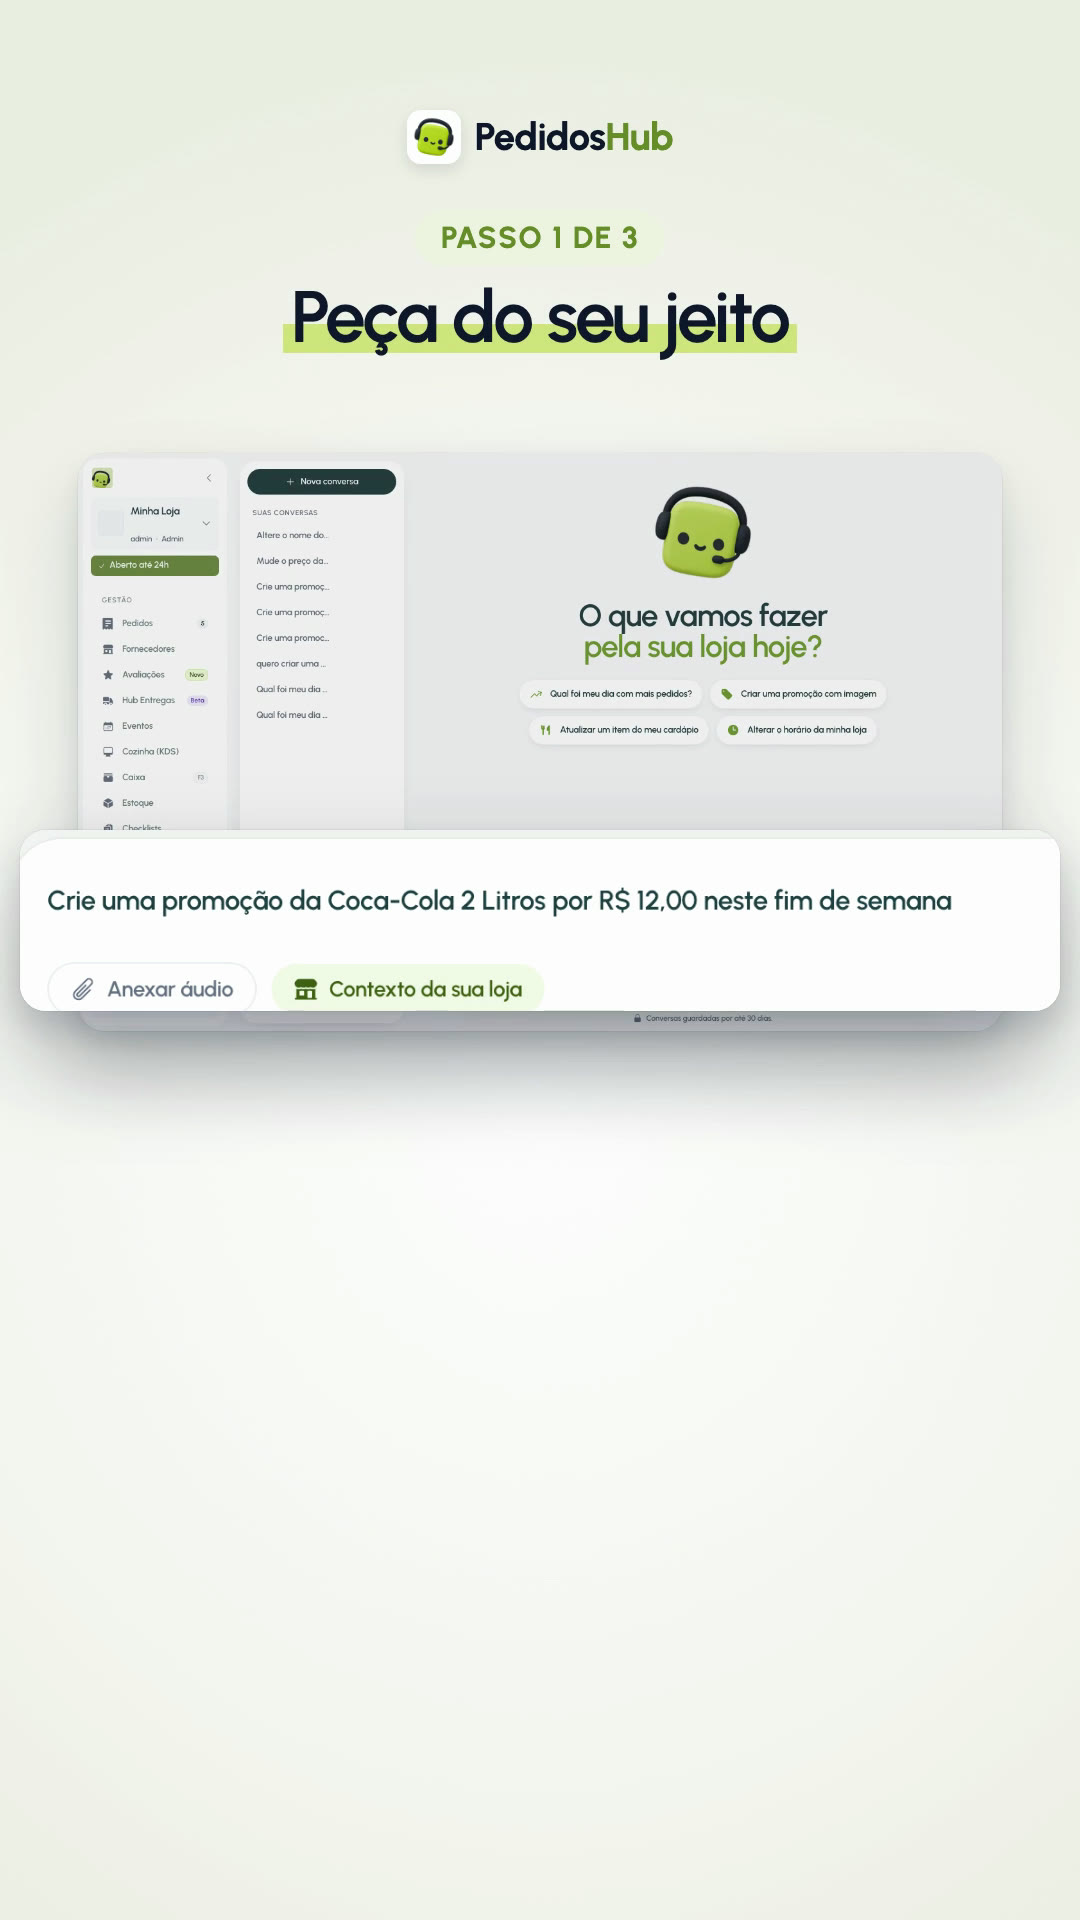 PedidosHub
PASSO 1 DE 3
Peça do seu jeito
Minha Loja
admin · Admin
Aberto até 24h
GESTÃO
Pedidos 5
Fornecedores
Avaliações Novo
Hub Entregas Beta
Eventos
Cozinha (KDS)
Caixa
Estoque
Checklists
Nova conversa
SUAS CONVERSAS
Altere o nome do...
Mude o preço da...
Crie uma promoç...
Crie uma promoç...
Crie uma promoc...
quero criar uma ...
Qual foi meu dia ...
Qual foi meu dia ...
O que vamos fazer
pela sua loja hoje?
Qual foi meu dia com mais pedidos?
Criar uma promoção com imagem
Atualizar um item do meu cardápio
Alterar o horário da minha loja
Crie uma promoção da Coca-Cola 2 Litros por R$ 12,00 neste fim de semana
Anexar áudio
Contexto da sua loja
Conversas guardadas por até 30 dias.